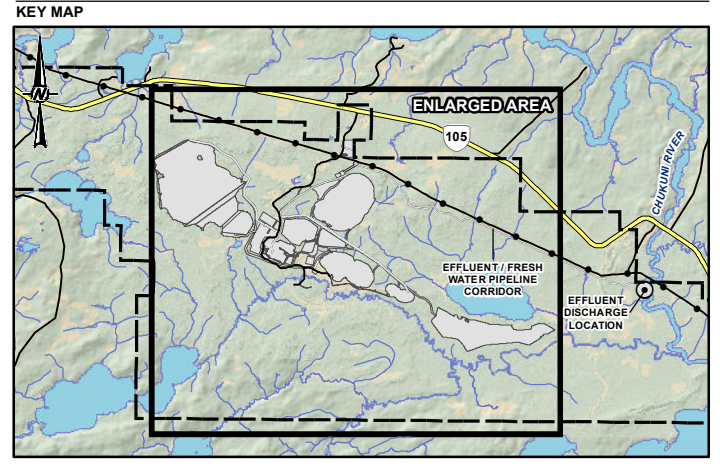 KEY MAP
N
ENLARGED AREA
105
CHUKUNI RIVER
EFFLUENT / FRESH
WATER PIPELINE
CORRIDOR
EFFLUENT
DISCHARGE
LOCATION